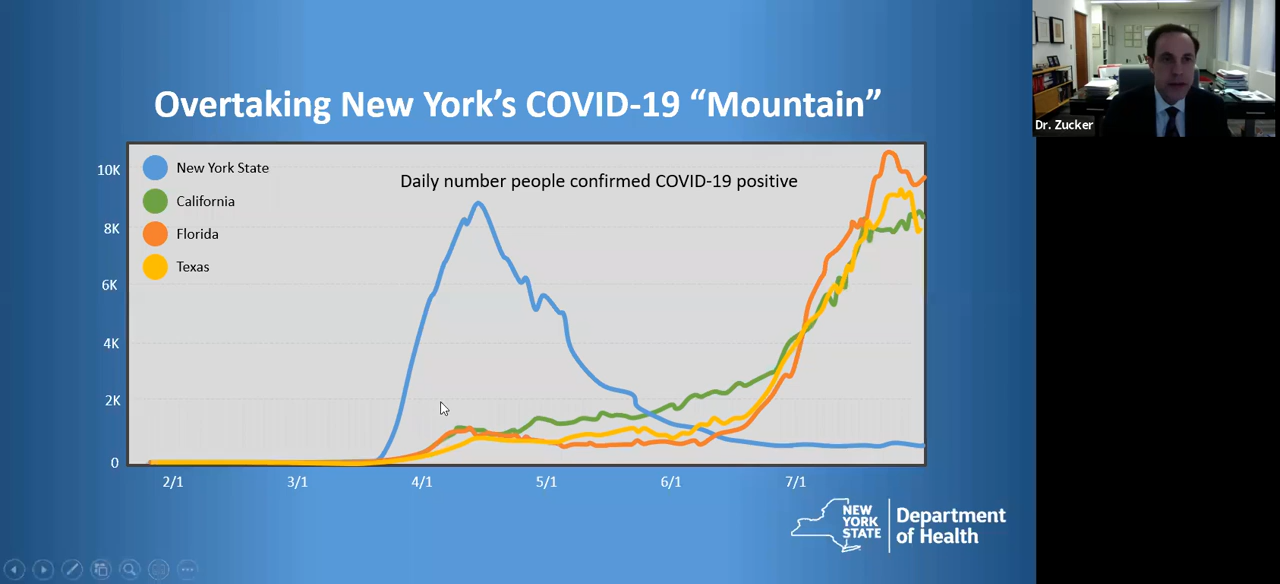 Overtaking New York's COVID-19 “Mountain”
Dr. Zucker
New York State
California
Florida
Texas
Daily number people confirmed COVID-19 positive
10K
8K
6K
4K
2K
0
2/1 3/1 4/1 5/1 6/1 7/1
NEW
YORK
STATE
Department
of Health